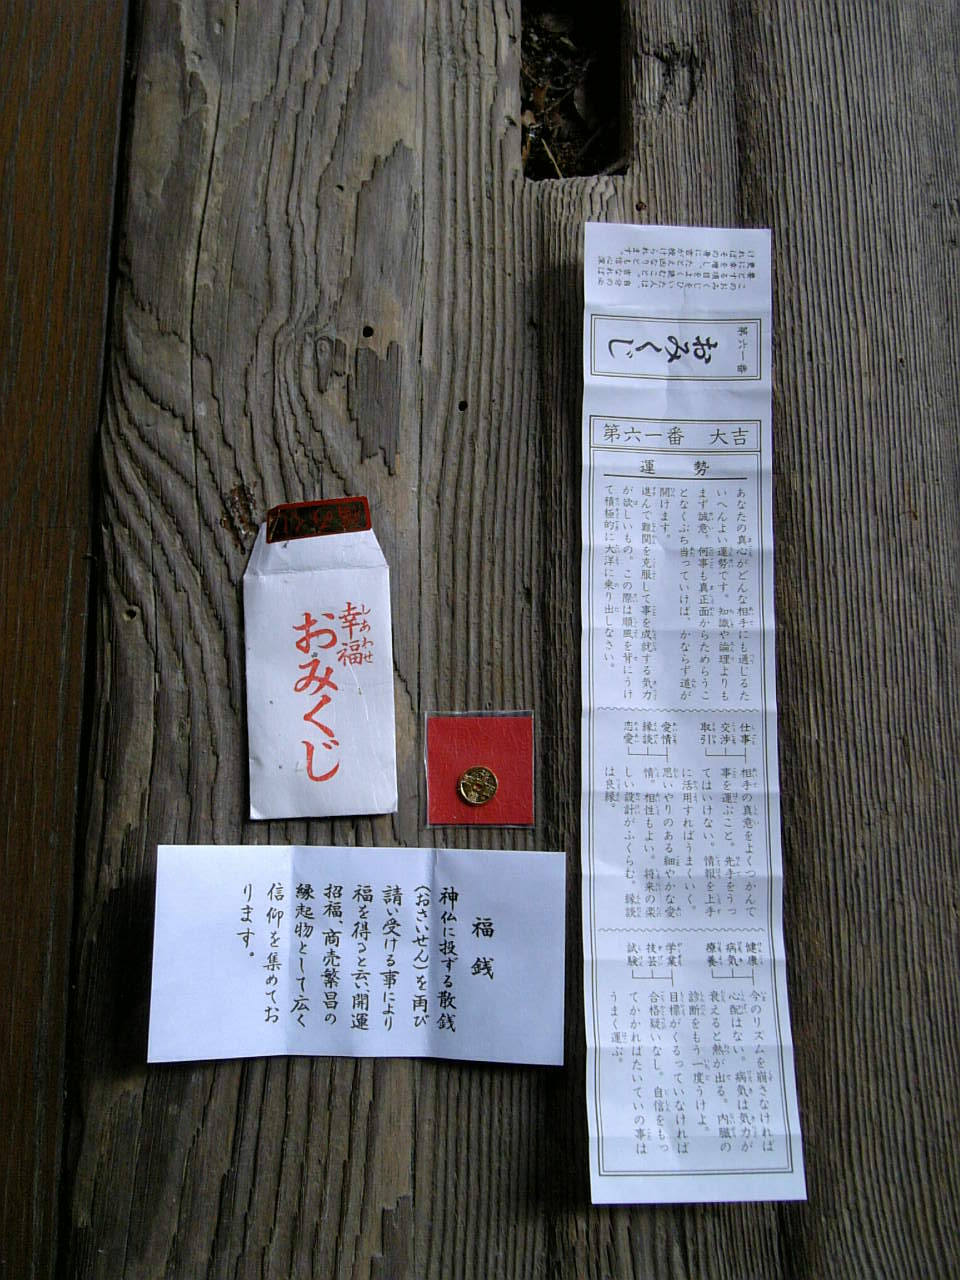 幸福
しあわせ
おみくじ
福銭
神仏に投ずる散銭
(おさいせん)を再び
請い受ける事により
福を得ると云い、開運
招福、商売繁昌の
縁起物として広く
信仰を集めてお
ります。
第六一番
おみくじ
第六一番 大吉
運勢
あなたの真心がどんな相手にも通じるた
いへんよい運勢です。知識や論理よりも
まず誠意。何事も真正面からためらうこ
となくぶち当っていけば、かならず道が
開けます。
進んで難関を克服して事を成就する気力
が欲しいもの。この際は順風を背にうけ
て積極的に大洋に乗り出しなさい。
仕事
交渉
取引
相手の真意をよくつかんで
事を運ぶこと。先手をうっ
てはいけない。情報を上手
に活用すればうまくいく。
愛情
縁談
恋愛
思いやりのある細やかな愛
情。相性もよい。将来の楽
しい設計がふくらむ。縁談
は良縁。
健康
病気
療養
今のリズムを崩さなければ
心配はない。病気は気力が
衰えると熱が出る。内臓の
診断をもう一度うけよ。
学業
技芸
試験
目標がくるっていなければ
合格疑いなし。自信をもっ
てかかればたいていの事は
うまく運ぶ。